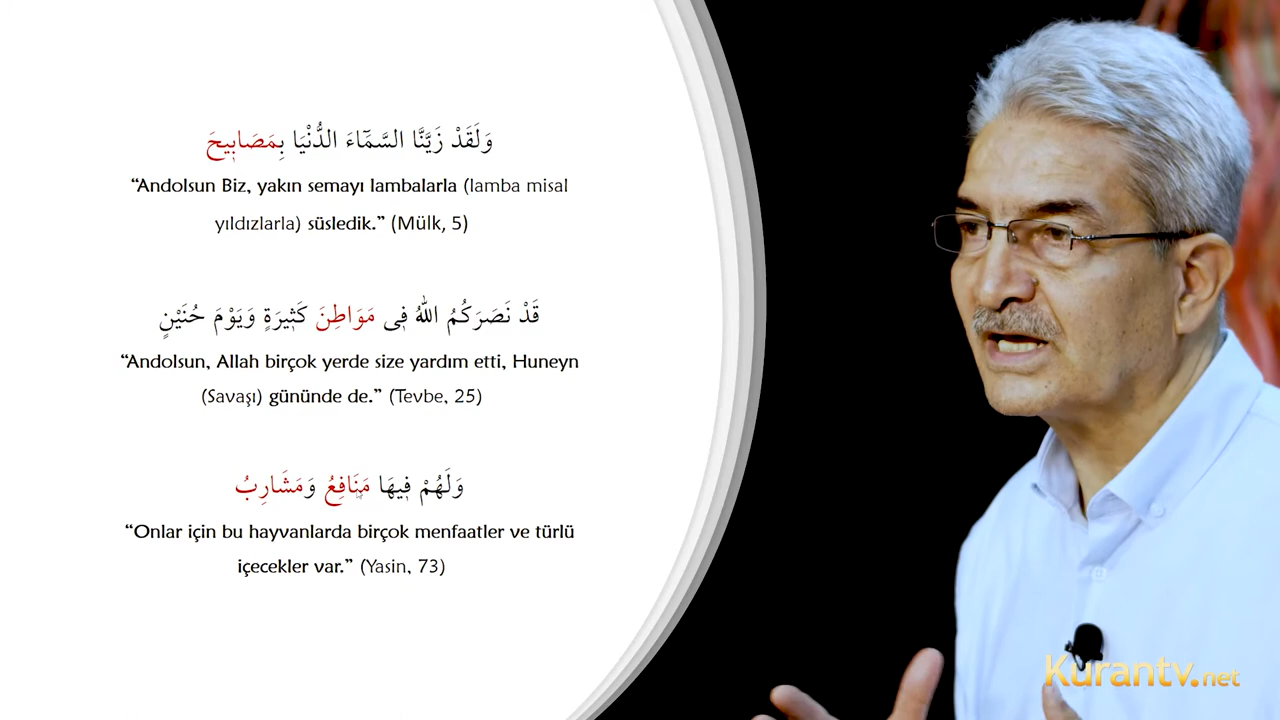 وَلَقَدْ زَيَّنَّا السَّمَٓاءَ الدُّنْيَا بِمَصَاب۪يحَ
“Andolsun Biz, yakın semayı lambalarla (lamba misal
yıldızlarla) süsledik.” (Mülk, 5)
قَدْ نَصَرَكُمُ اللهُ ف۪ى مَوَاطِنَ كَث۪يرَةٍ وَيَوْمَ حُنَيْنٍ
“Andolsun, Allah birçok yerde size yardım etti, Huneyn
(Savaşı) gününde de.” (Tevbe, 25)
وَلَهُمْ ف۪يهَا مَنَافِعُ وَمَشَارِبُ
“Onlar için bu hayvanlarda birçok menfaatler ve türlü
içecekler var.” (Yasin, 73)
Kurantv.net